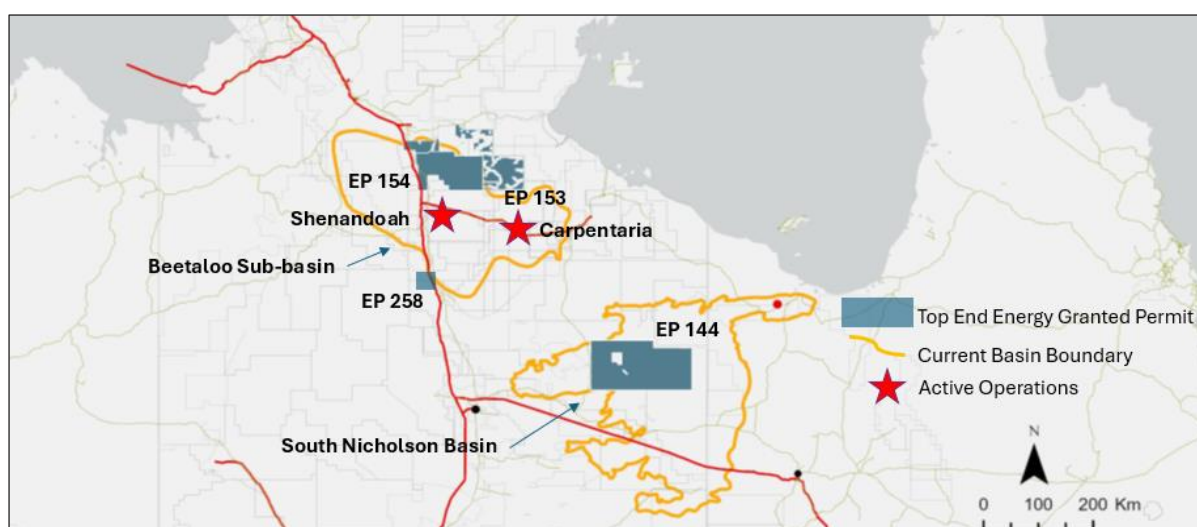 EP 154
EP 153
Shenandoah
Carpentaria
Beetaloo Sub-basin
EP 258
EP 144
Top End Energy Granted Permit
Current Basin Boundary
Active Operations
South Nicholson Basin
N
0 100 200 Km